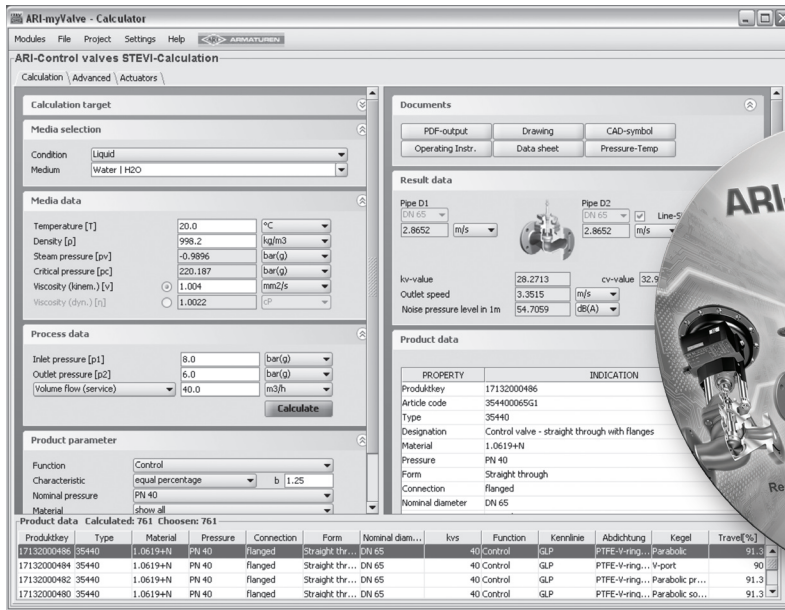 ARI-myValve - Calculator
Modules File Project Settings Help ARI ARMATUREN
ARI-Control valves STEVI-Calculation
Calculation Advanced Actuators
Calculation target
Media selection
Condition Liquid
Medium Water | H2O
Media data
Temperature [T] 20.0 °C
Density [ρ] 998.2 kg/m3
Steam pressure [pv] -0.9896 bar(g)
Critical pressure [pc] 220.187 bar(g)
Viscosity (kinem.) [v] 1.004 mm2/s
Viscosity (dyn.) [η] 1.0022 cP
Process data
Inlet pressure [p1] 8.0 bar(g)
Outlet pressure [p2] 6.0 bar(g)
Volume flow (service) 40.0 m3/h
Calculate
Product parameter
Function Control
Characteristic equal percentage b 1.25
Nominal pressure PN 40
Material show all
Documents
PDF-output Drawing CAD-symbol
Operating Instr. Data sheet Pressure-Temp
Result data
Pipe D1 Pipe D2
DN 65 DN 65
2.8652 m/s 2.8652 m/s
kv-value 28.2713 cv-value
Outlet speed 3.3515 m/s
Noise pressure level in 1m 54.7059 dB(A)
Product data
PROPERTY INDICATION
Produktkey 17132000486
Article code 354400065G1
Type 35440
Designation Control valve - straight through with flanges
Material 1.0619+N
Pressure PN 40
Form Straight through
Connection flanged
Nominal diameter DN 65
ARI-
Re
Product data Calculated: 761 Choosen: 761
Produktkey Type Material Pressure Connection Form Nominal diam... kvs Function Kennlinie Abdichtung Kegel Travel[%]
17132000486 35440 1.0619+N PN 40 flanged Straight thr... DN 65 40 Control GLP PTFE-V-ring... Parabolic 91.3
17132000484 35440 1.0619+N PN 40 flanged Straight thr... DN 65 40 Control GLP PTFE-V-ring... V-port 90
17132000482 35440 1.0619+N PN 40 flanged Straight thr... DN 65 40 Control GLP PTFE-V-ring... Parabolic pr... 91.3
17132000480 35440 1.0619+N PN 40 flanged Straight thr... DN 65 40 Control GLP PTFE-V-ring... Parabolic so... 91.3